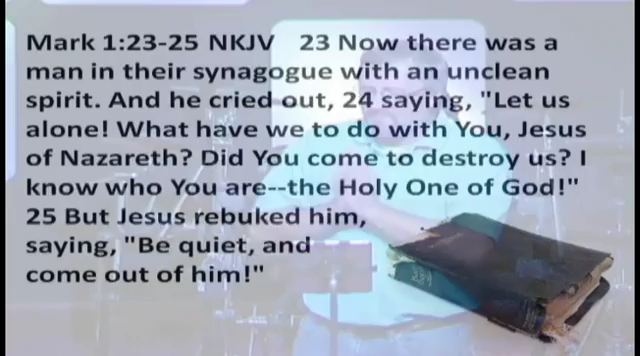 Mark 1:23-25 NKJV   23 Now there was a
man in their synagogue with an unclean
spirit. And he cried out, 24 saying, "Let us
alone! What have we to do with You, Jesus
of Nazareth? Did You come to destroy us? I
know who You are--the Holy One of God!"
25 But Jesus rebuked him,
saying, "Be quiet, and
come out of him!"